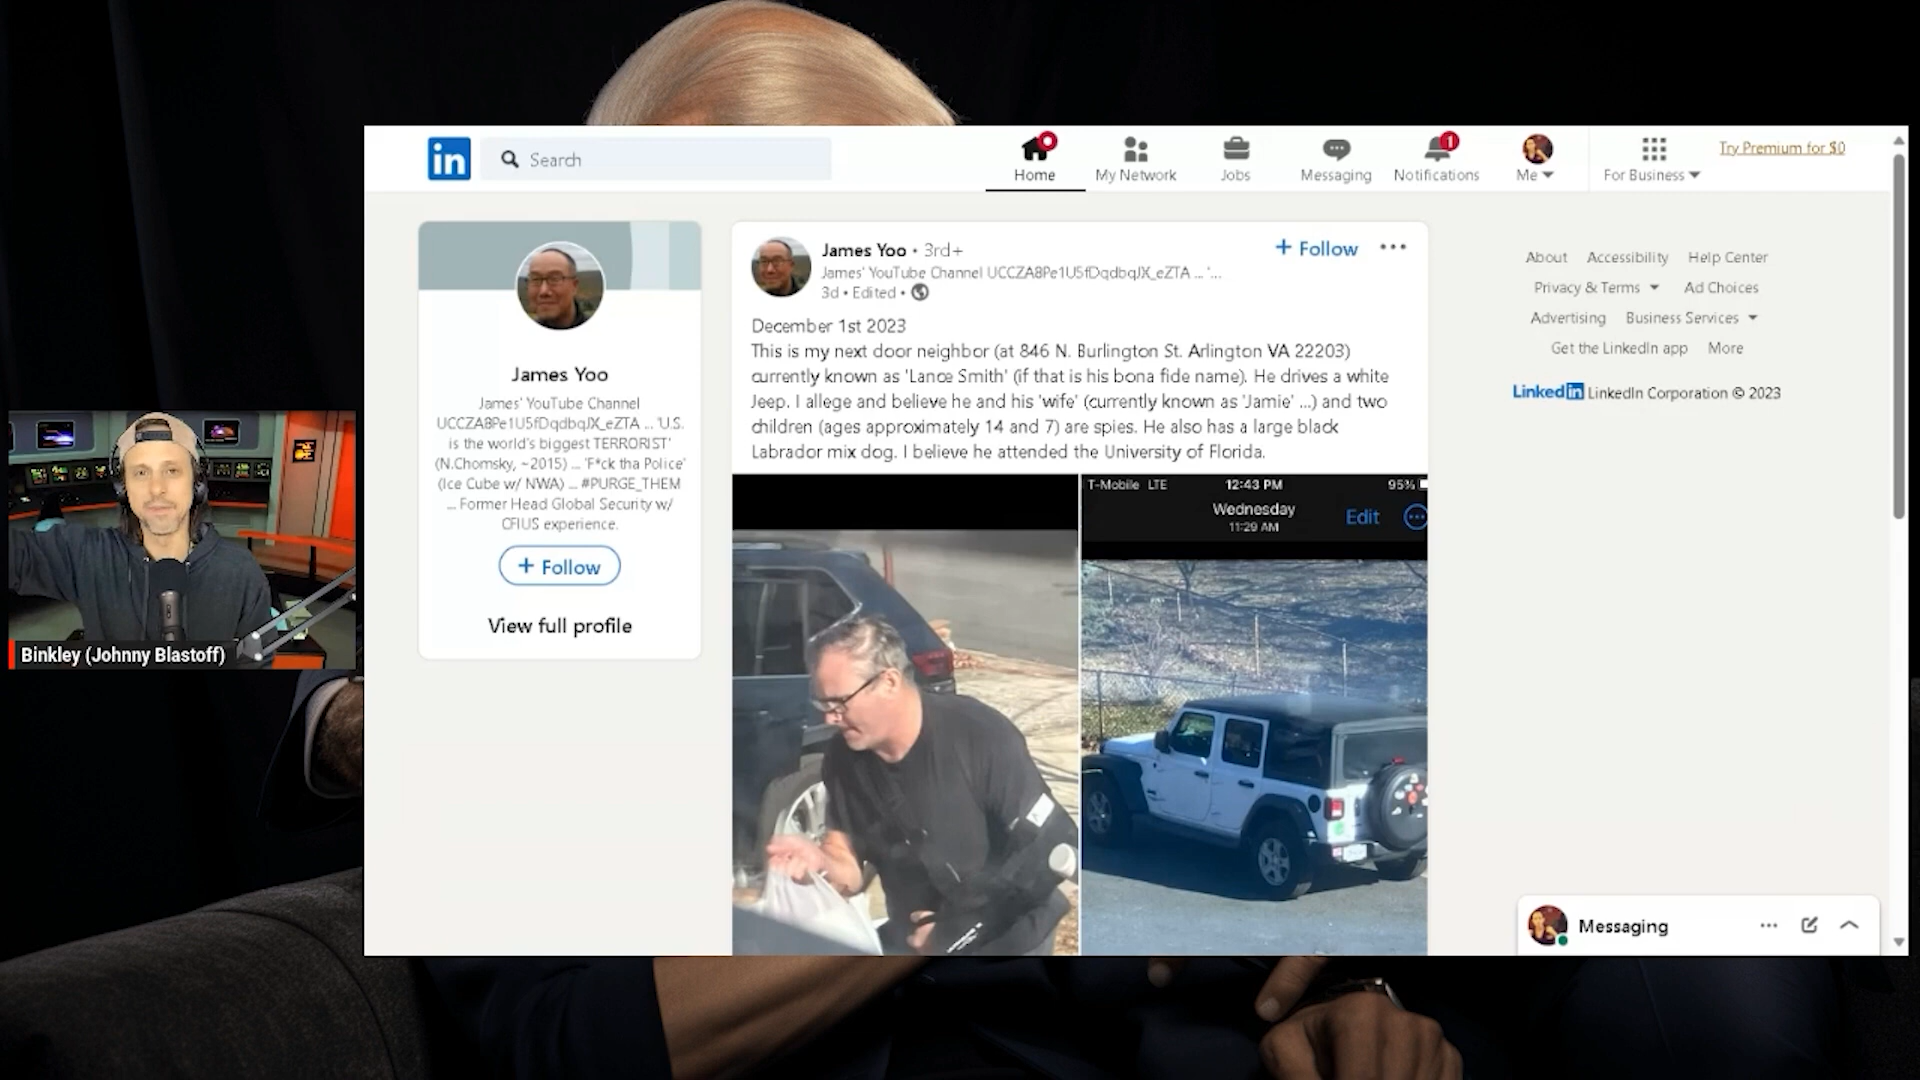 in
Search
Home
My Network
Jobs
Messaging
1
Notifications
Me
For Business
Try Premium for $0
James Yoo
James' YouTube Channel
UCCZA8Pe1U5fDqdbqJX_eZTA ... 'U.S.
is the world's biggest TERRORIST'
(N.Chomsky, ~2015) ... 'F*ck tha Police'
(Ice Cube w/ NWA) ... #PURGE_THEM
... Former Head Global Security w/
CFIUS experience.
+ Follow
View full profile
James Yoo • 3rd+
James' YouTube Channel UCCZA8Pe1U5fDqdbqJX_eZTA ... '...
3d • Edited •
+ Follow
December 1st 2023
This is my next door neighbor (at 846 N. Burlington St. Arlington VA 22203)
currently known as 'Lance Smith' (if that is his bona fide name). He drives a white
Jeep. I allege and believe he and his 'wife' (currently known as 'Jamie' ...) and two
children (ages approximately 14 and 7) are spies. He also has a large black
Labrador mix dog. I believe he attended the University of Florida.
T-Mobile LTE 12:43 PM 95%
Wednesday
11:29 AM
Edit
About Accessibility Help Center
Privacy & Terms Ad Choices
Advertising Business Services
Get the LinkedIn app More
LinkedIn LinkedIn Corporation © 2023
Messaging
Binkley (Johnny Blastoff)